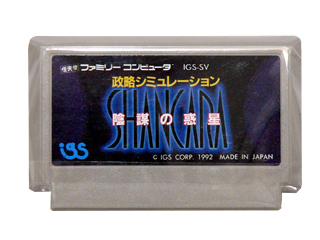 任天堂 ファミリーコンピュータ IGS-SV
政略シミュレーション
SHANCARA
陰謀の惑星
igs
© IGS CORP. 1992 MADE IN JAPAN